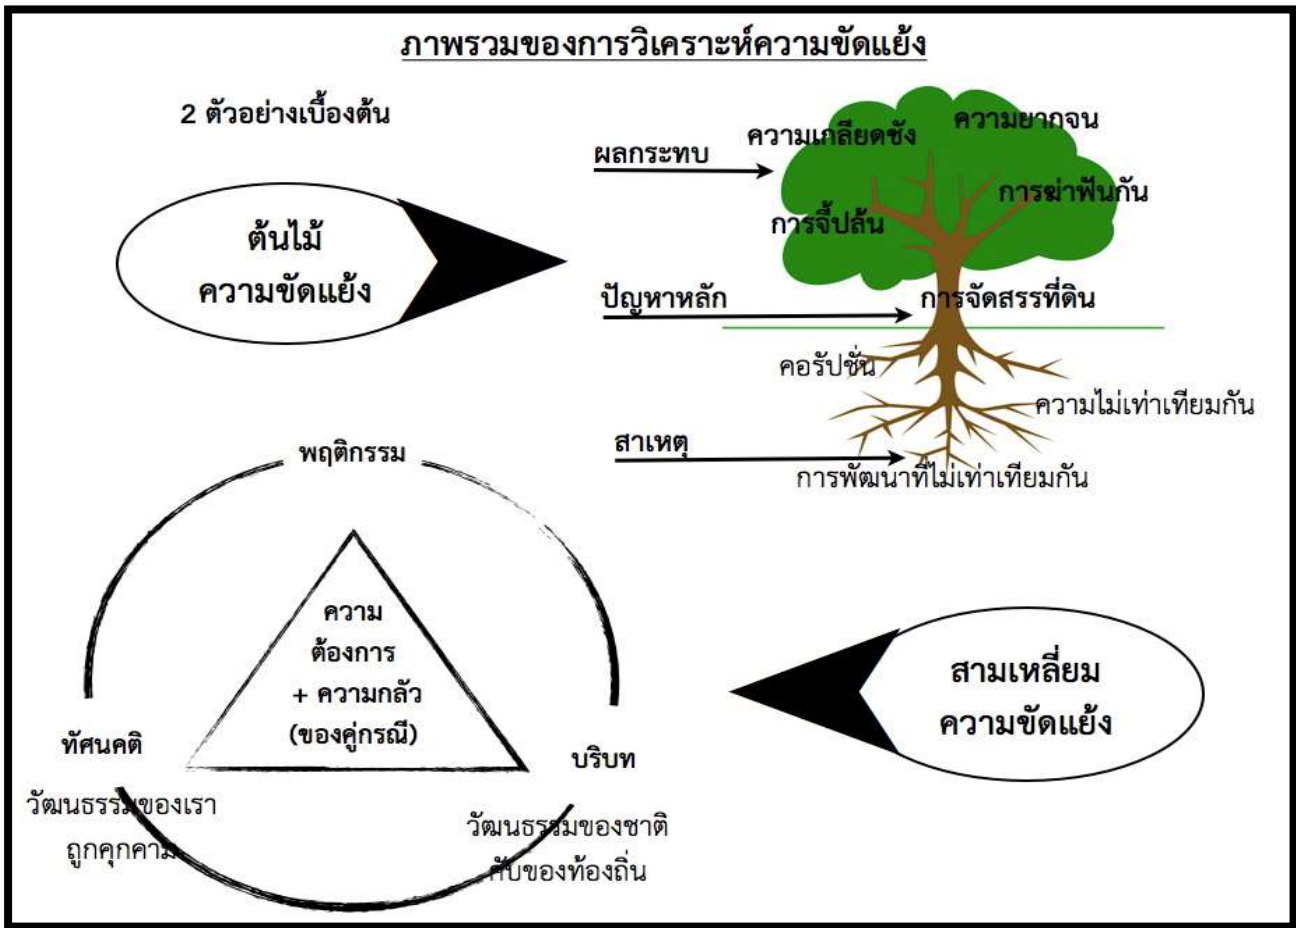 ภาพรวมของการวิเคราะห์ความขัดแย้ง
2 ตัวอย่างเบื้องต้น
ต้นไม้
ความขัดแย้ง
ผลกระทบ
ความเกลียดชัง
ความยากจน
การฆ่าฟันกัน
การจี้ปล้น
ปัญหาหลัก
การจัดสรรที่ดิน
คอรัปชั่น
ความไม่เท่าเทียมกัน
สาเหตุ
การพัฒนาที่ไม่เท่าเทียมกัน
พฤติกรรม
ความ
ต้องการ
+ ความกลัว
(ของคู่กรณี)
ทัศนคติ
วัฒนธรรมของเรา
ถูกคุกคาม
บริบท
วัฒนธรรมของชาติ
กับของท้องถิ่น
สามเหลี่ยม
ความขัดแย้ง